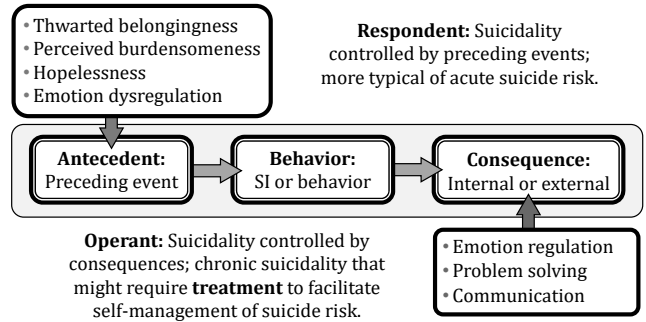 • Thwarted belongingness
• Perceived burdensomeness
• Hopelessness
• Emotion dysregulation
Respondent: Suicidality
controlled by preceding events;
more typical of acute suicide risk.
Antecedent:
Preceding event
Behavior:
SI or behavior
Consequence:
Internal or external
Operant: Suicidality controlled by
consequences; chronic suicidality that
might require treatment to facilitate
self-management of suicide risk.
• Emotion regulation
• Problem solving
• Communication